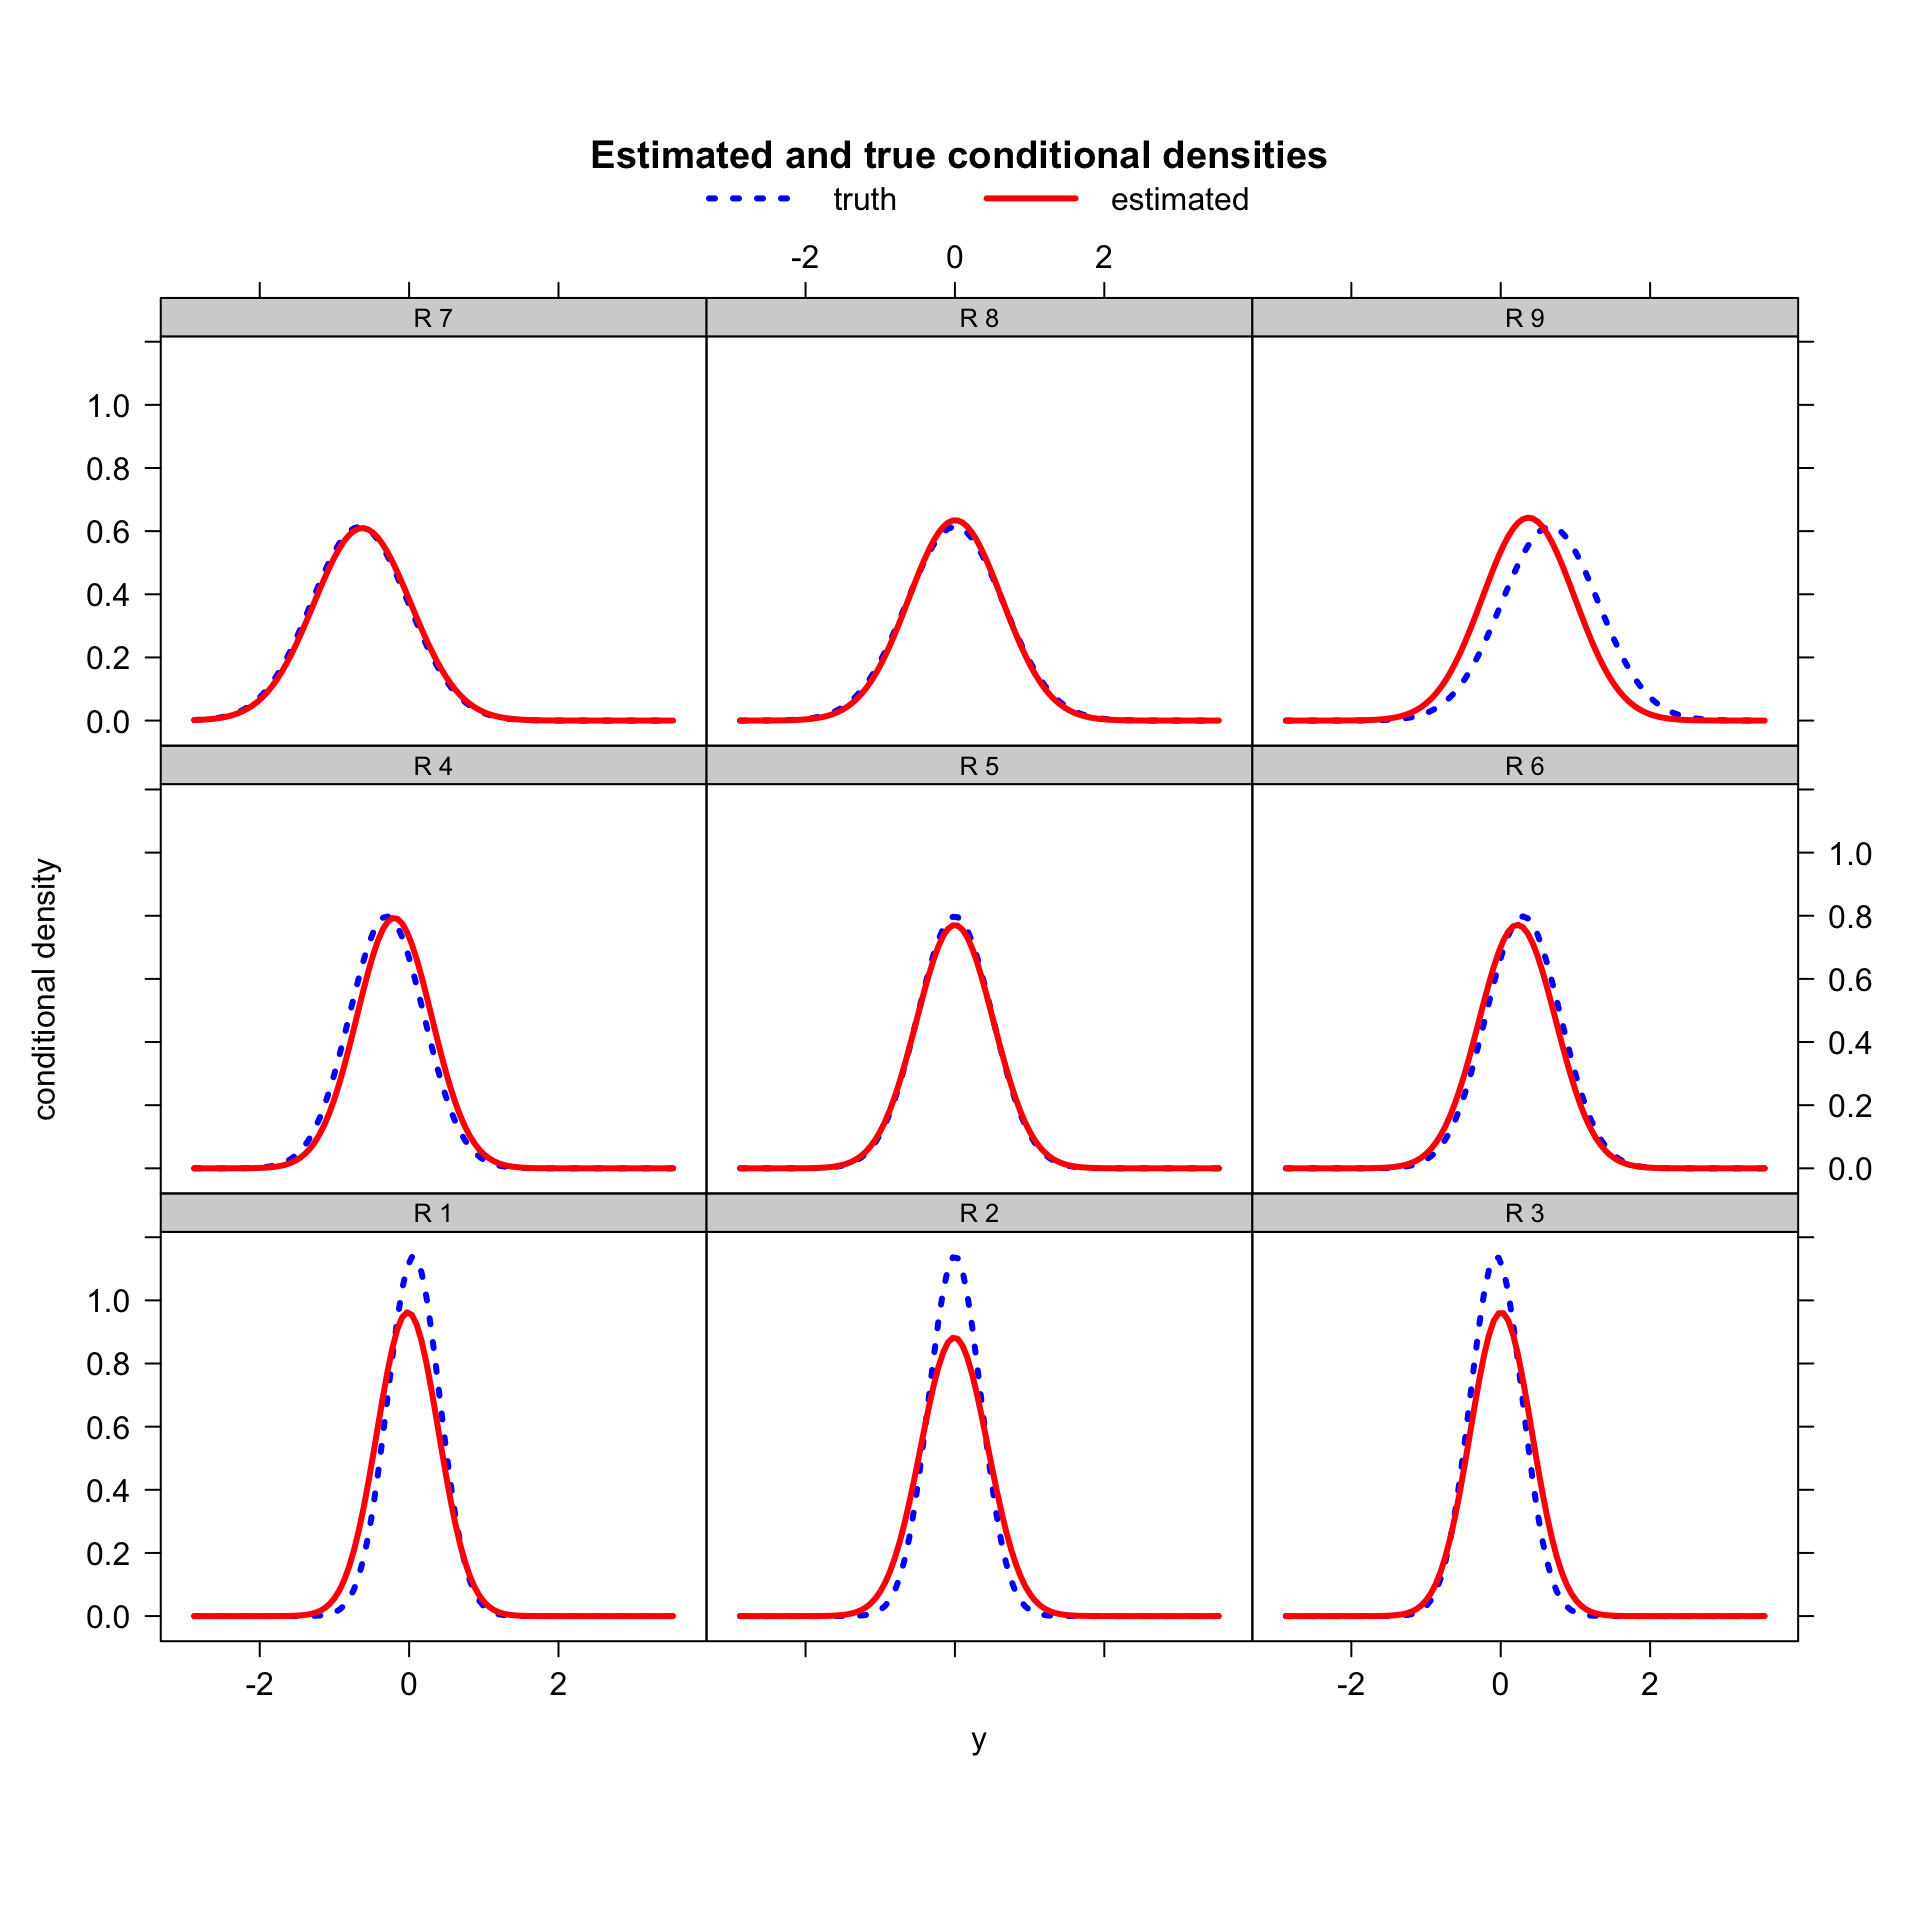 Estimated and true conditional densities
truth estimated
-2 0 2
R 7 R 8 R 9
1.0
0.8
0.6
0.4
0.2
0.0
R 4 R 5 R 6
1.0
0.8
0.6
0.4
0.2
0.0
conditional density
R 1 R 2 R 3
1.0
0.8
0.6
0.4
0.2
0.0
-2 0 2 -2 0 2
y